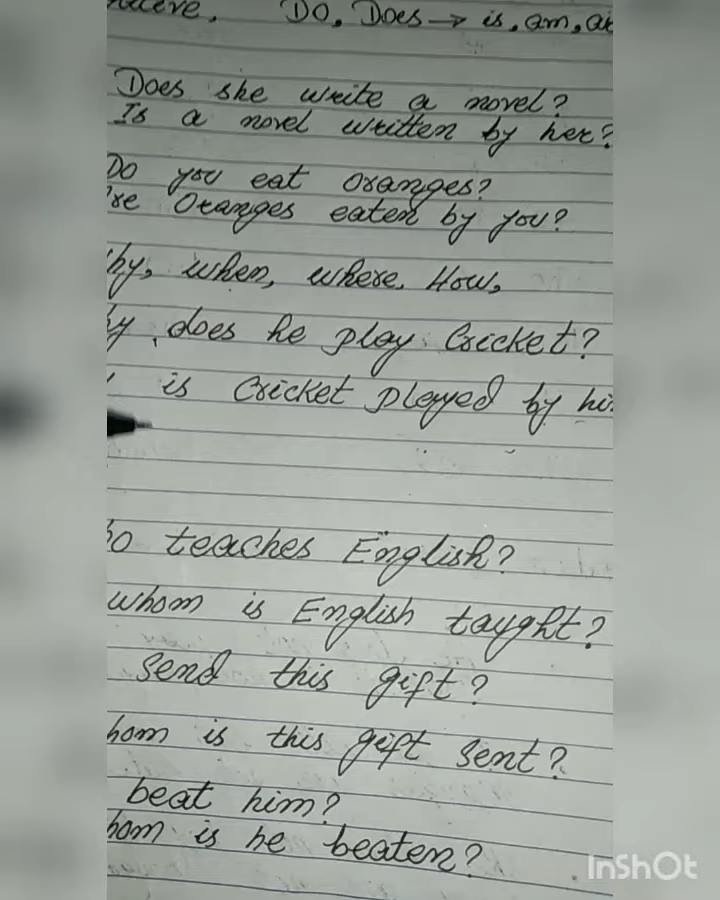 DO, Does → is, am,
Does she write a novel?
Is a novel written by her?
Do you eat oranges?
Oranges eaten by you?
when, where. How,
does he play Cricket?
is Cricket played by
teaches English?
whom is English taught?
send this gift?
is this gift sent?
beat him?
is he beaten?
InShOt